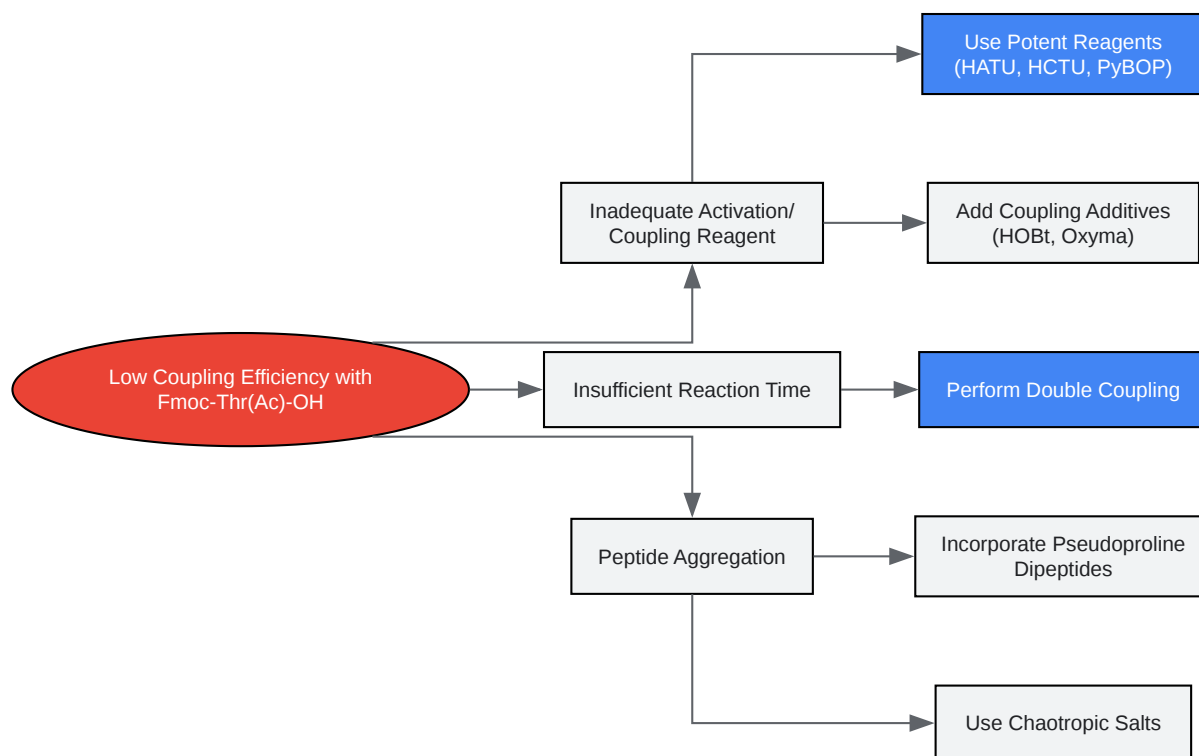 Use Potent Reagents
(HATU, HCTU, PyBOP)
Inadequate Activation/
Coupling Reagent
Add Coupling Additives
(HOBt, Oxyma)
Low Coupling Efficiency with
Fmoc-Thr(Ac)-OH
Insufficient Reaction Time
Perform Double Coupling
Peptide Aggregation
Incorporate Pseudoproline
Dipeptides
Use Chaotropic Salts